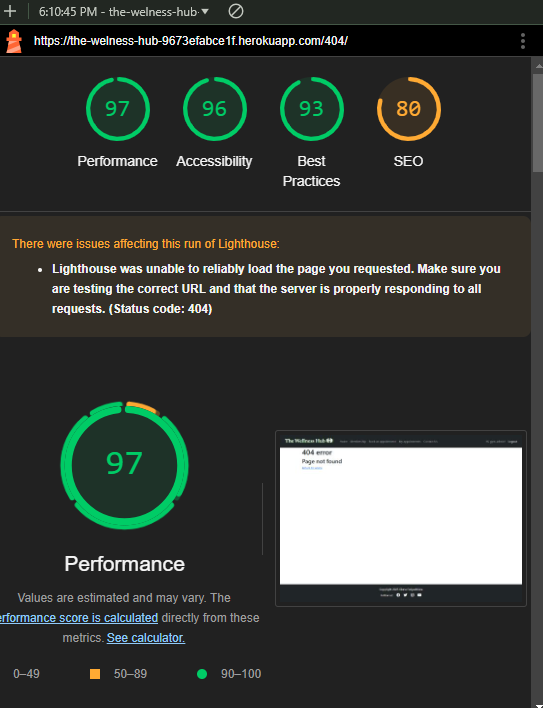 6:10:45 PM - the-welness-hub-
https://the-welness-hub-9673efabce1f.herokuapp.com/404/
97
96
93
80
Performance
Accessibility
Best
Practices
SEO
There were issues affecting this run of Lighthouse:
• Lighthouse was unable to reliably load the page you requested. Make sure you
are testing the correct URL and that the server is properly responding to all
requests. (Status code: 404)
97
The Wellness Hub
404 error
Page not found
Performance
Values are estimated and may vary. The
erformance score is calculated directly from these
metrics. See calculator.
0–49
50–89
90–100